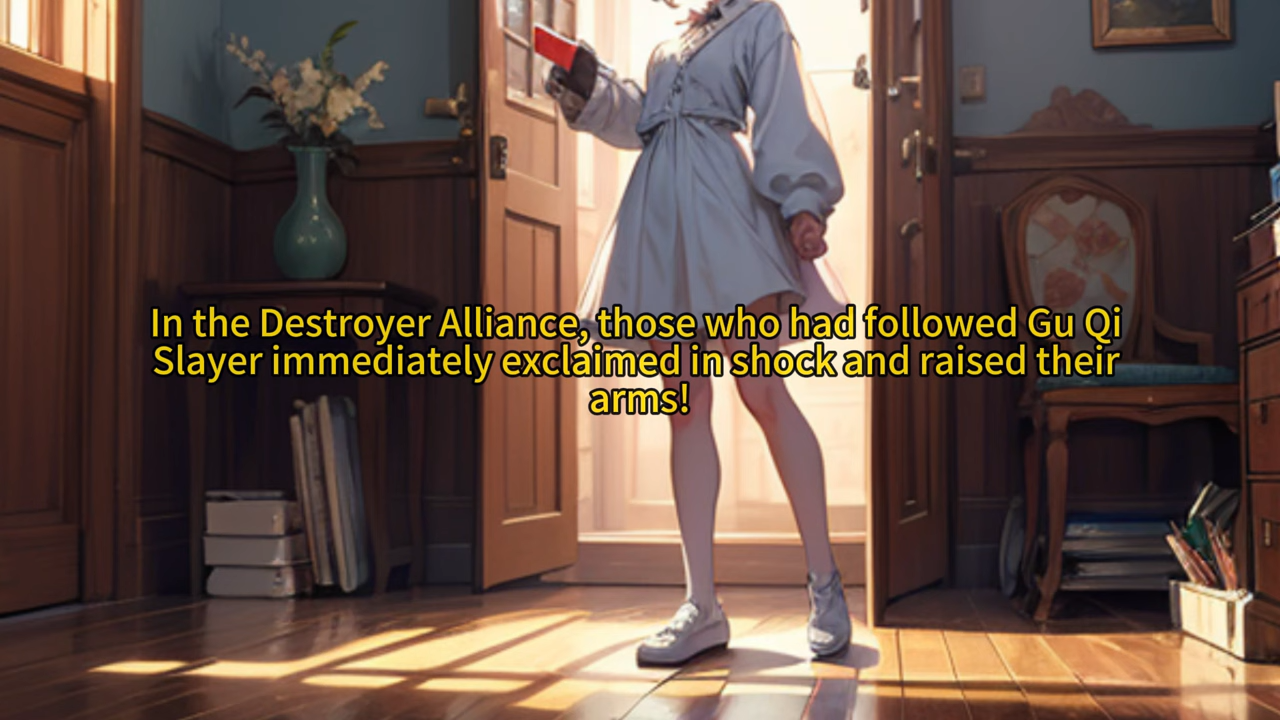 In the Destroyer Alliance, those who had followed Gu Qi
Slayer immediately exclaimed in shock and raised their
arms!